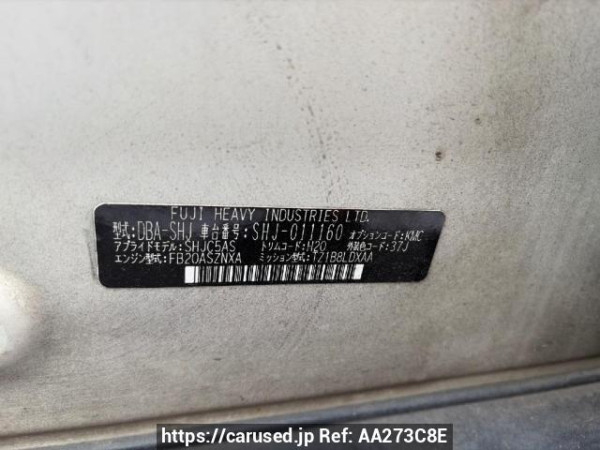 FUJI HEAVY INDUSTRIES LTD.
型式:DBA-SHJ 車台番号:SHJ-011160 オプションコード:KMC
アプライドモデル:SHJC5AS トリムコード:H20 外装色コード:37J
エンジン型式:FB20ASZNXA ミッション型式:TZ1B8LDXAA
https://carused.jp Ref: AA273C8E